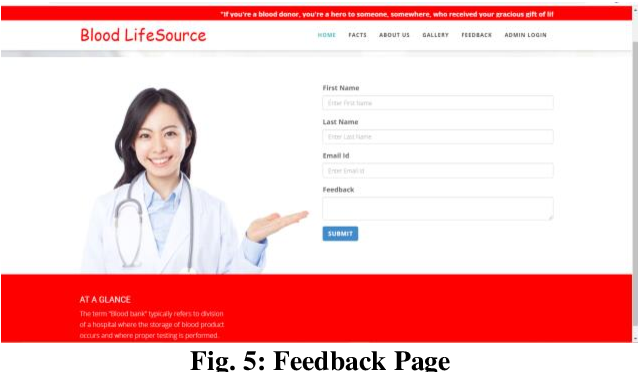 "If you're a blood donor, you're a hero to someone, somewhere, who received your gracious gift of lif
Blood LifeSource
HOME FACTS ABOUT US GALLERY FEEDBACK ADMIN LOGIN
First Name
Enter First Name
Last Name
Enter Last Name
Email Id
Enter Email id
Feedback
SUBMIT
AT A GLANCE
The term "Blood bank" typically refers to division
of a hospital where the storage of blood product
occurs and where proper testing is performed.
Fig. 5: Feedback Page